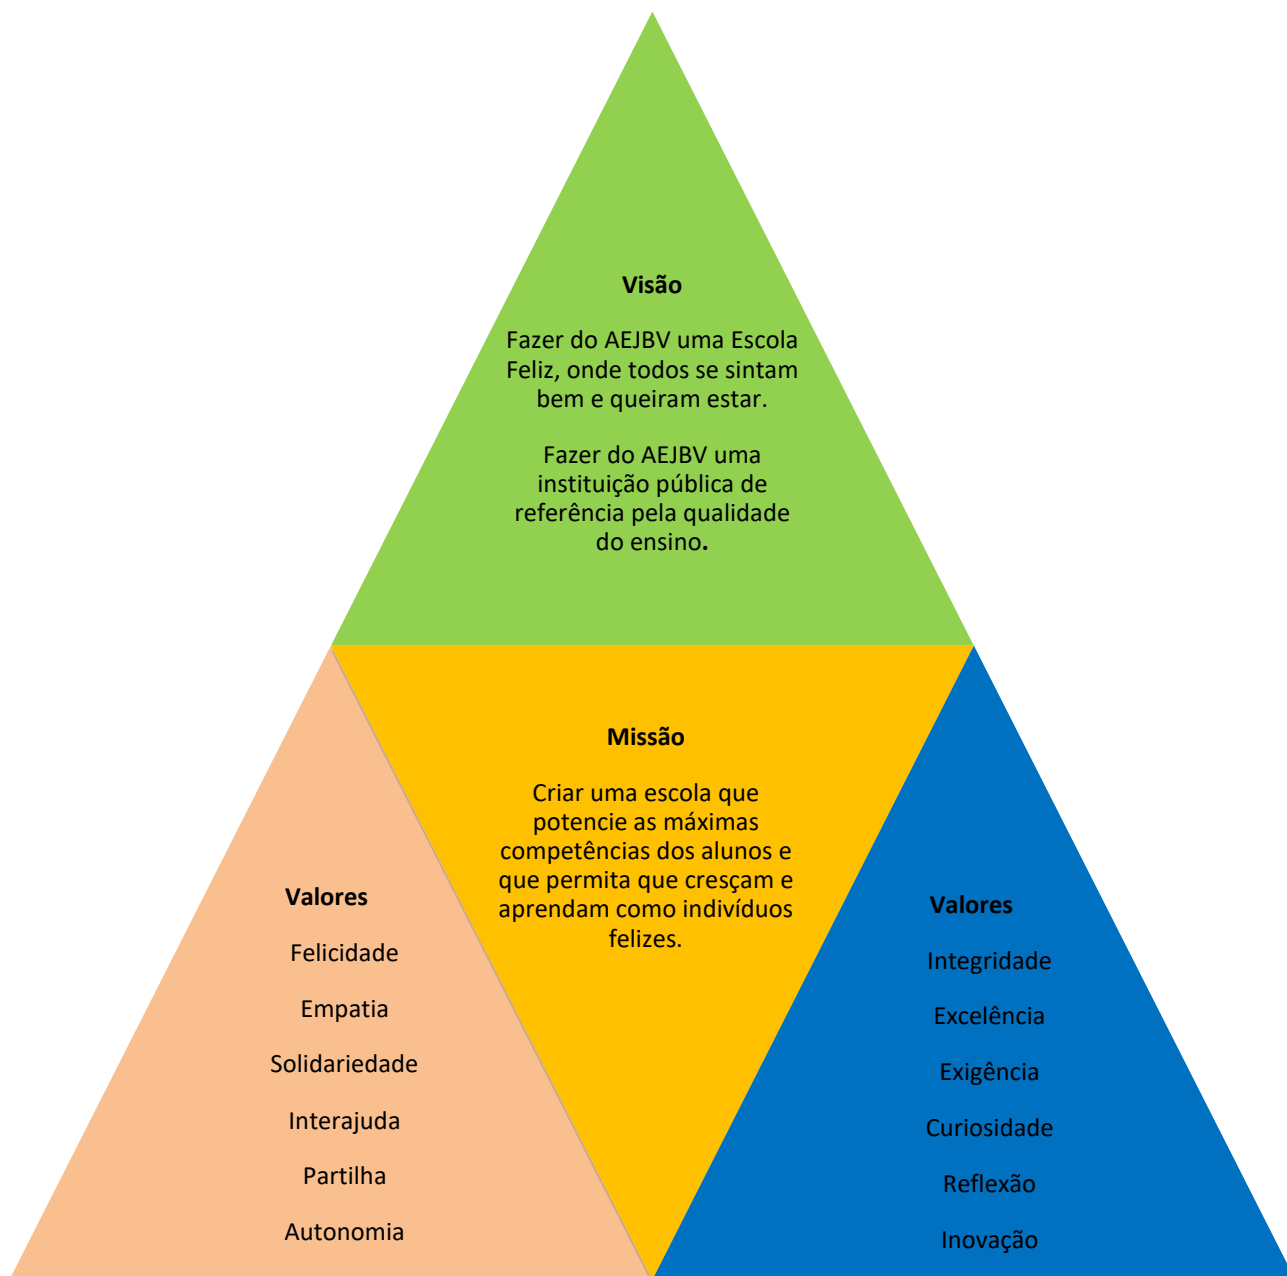 Visão
Fazer do AEJBV uma Escola
Feliz, onde todos se sintam
bem e queiram estar.
Fazer do AEJBV uma
instituição pública de
referência pela qualidade
do ensino.
Missão
Criar uma escola que
potencie as máximas
competências dos alunos e
que permita que cresçam e
aprendam como indivíduos
felizes.
Valores
Felicidade
Empatia
Solidariedade
Interajuda
Partilha
Autonomia
Valores
Integridade
Excelência
Exigência
Curiosidade
Reflexão
Inovação